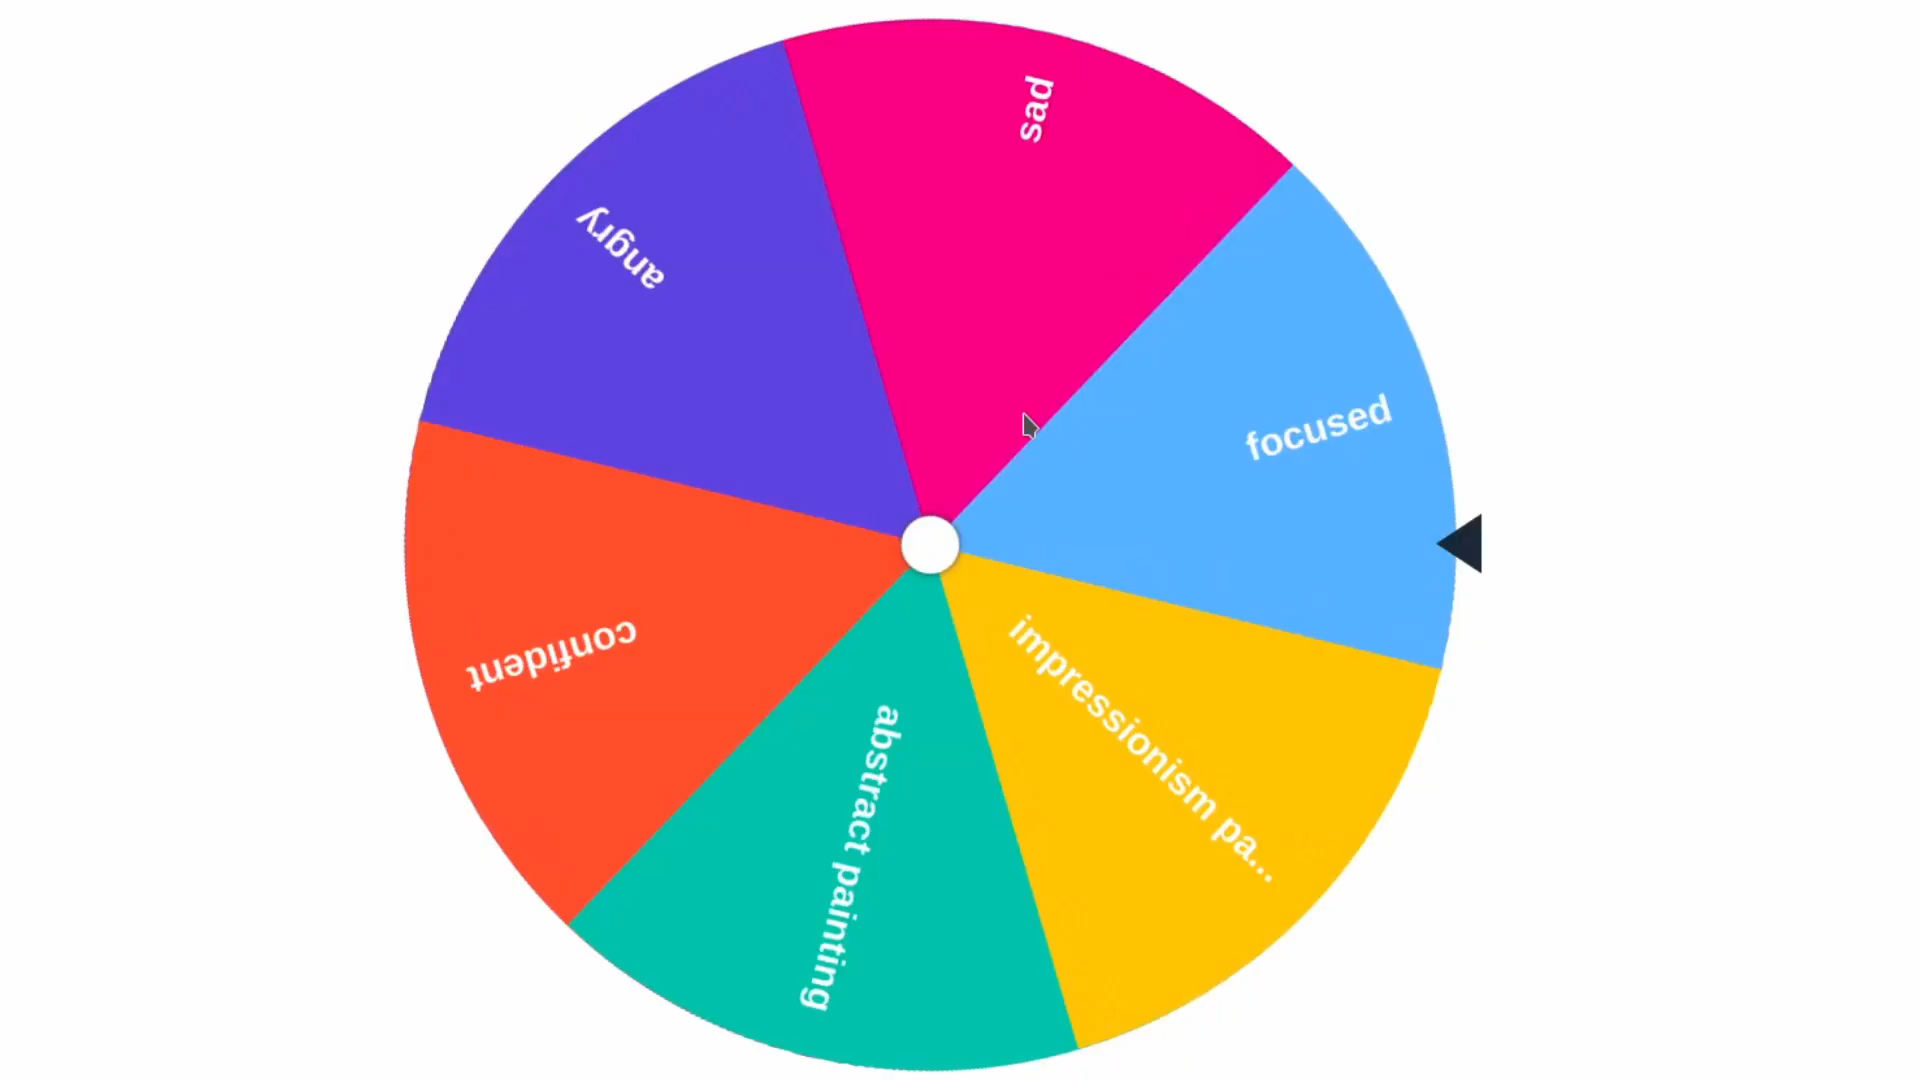 sad
focused
impressionism pa...
abstract painting
confident
angry